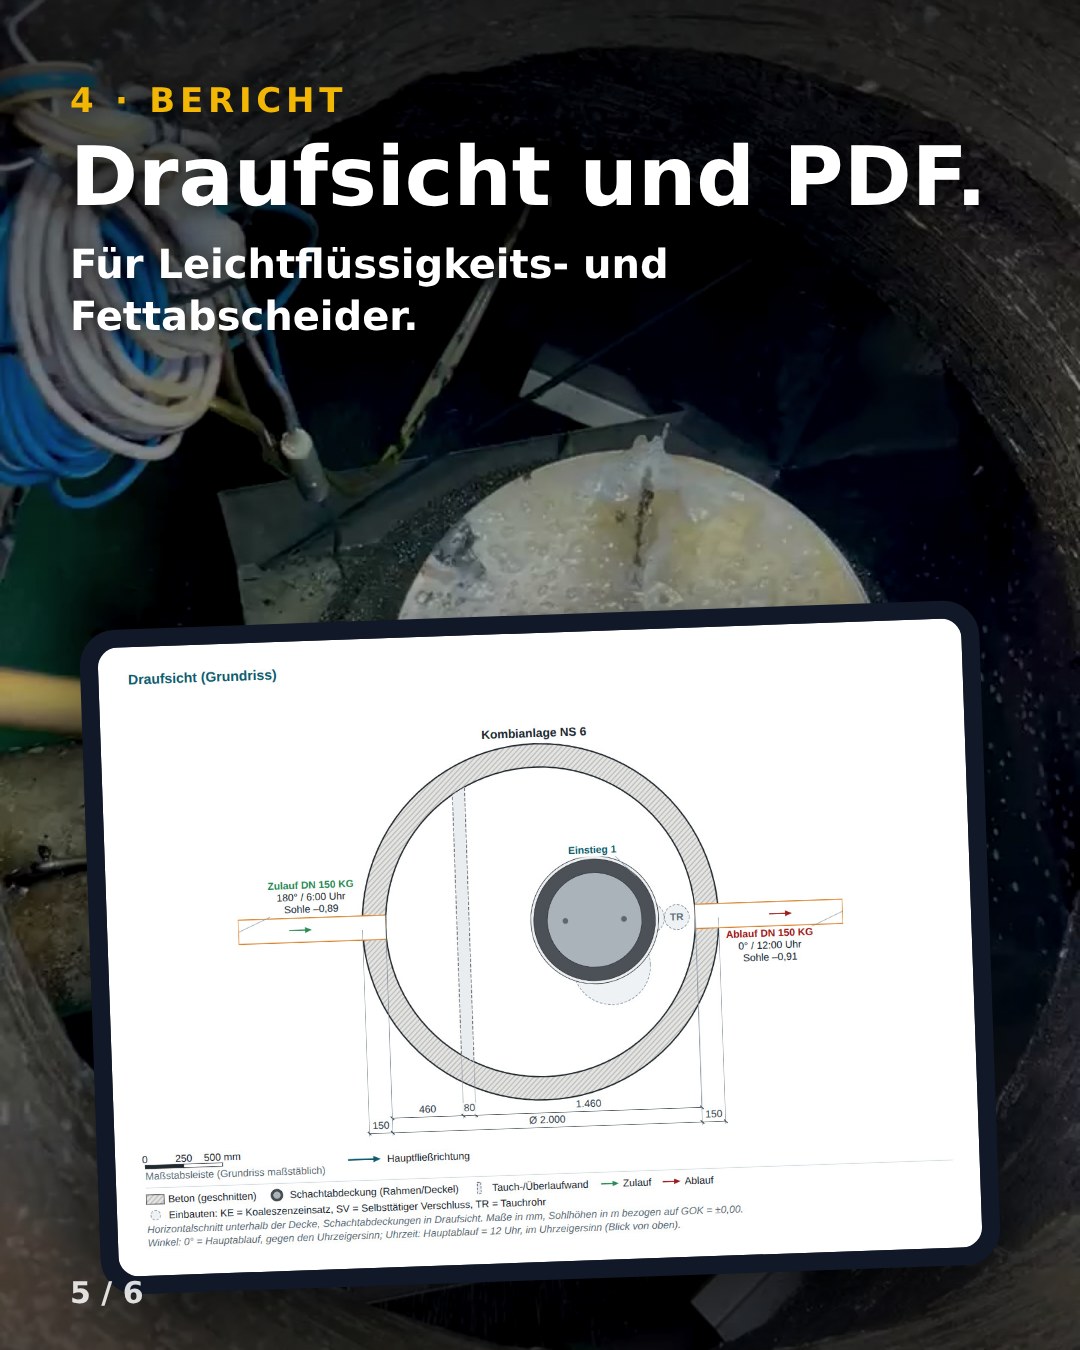 4 · BERICHT
Draufsicht und PDF.
Für Leichtflüssigkeits- und
Fettabscheider.
Draufsicht (Grundriss)
Kombianlage NS 6
Einstieg 1
Zulauf DN 150 KG
180° / 6:00 Uhr
Sohle –0,89
TR
Ablauf DN 150 KG
0° / 12:00 Uhr
Sohle –0,91
460
80
1.460
150
Ø 2.000
150
0 250 500 mm
Maßstabsleiste (Grundriss maßstäblich)
Hauptfließrichtung
Beton (geschnitten) Schachtabdeckung (Rahmen/Deckel) Tauch-/Überlaufwand Zulauf Ablauf
Einbauten: KE = Koaleszenzeinsatz, SV = Selbsttätiger Verschluss, TR = Tauchrohr
Horizontalschnitt unterhalb der Decke, Schachtabdeckungen in Draufsicht. Maße in mm, Sohlhöhen in m bezogen auf GOK = ±0,00.
Winkel: 0° = Hauptablauf, gegen den Uhrzeigersinn; Uhrzeit: Hauptablauf = 12 Uhr, im Uhrzeigersinn (Blick von oben).
5 / 6